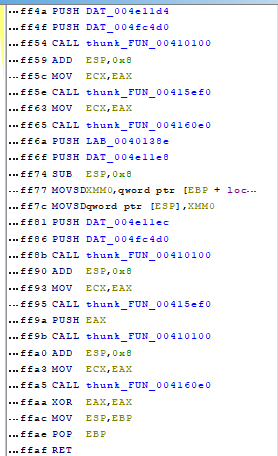 ...ff4a PUSH DAT_004e11d4
...ff4f PUSH DAT_004fc4d0
...ff54 CALL thunk_FUN_00410100
...ff59 ADD ESP,0x8
...ff5c MOV ECX,EAX
...ff5e CALL thunk_FUN_00415ef0
...ff63 MOV ECX,EAX
...ff65 CALL thunk_FUN_004160e0
...ff6a PUSH LAB_0040138e
...ff6f PUSH DAT_004e11e8
...ff74 SUB ESP,0x8
...ff77 MOVSDXMM0,qword ptr [EBP + loc...
...ff7c MOVSDqword ptr [ESP],XMM0
...ff81 PUSH DAT_004e11ec
...ff86 PUSH DAT_004fc4d0
...ff8b CALL thunk_FUN_00410100
...ff90 ADD ESP,0x8
...ff93 MOV ECX,EAX
...ff95 CALL thunk_FUN_00415ef0
...ff9a PUSH EAX
...ff9b CALL thunk_FUN_00410100
...ffa0 ADD ESP,0x8
...ffa3 MOV ECX,EAX
...ffa5 CALL thunk_FUN_004160e0
...ffaa XOR EAX,EAX
...ffac MOV ESP,EBP
...ffae POP EBP
...ffaf RET